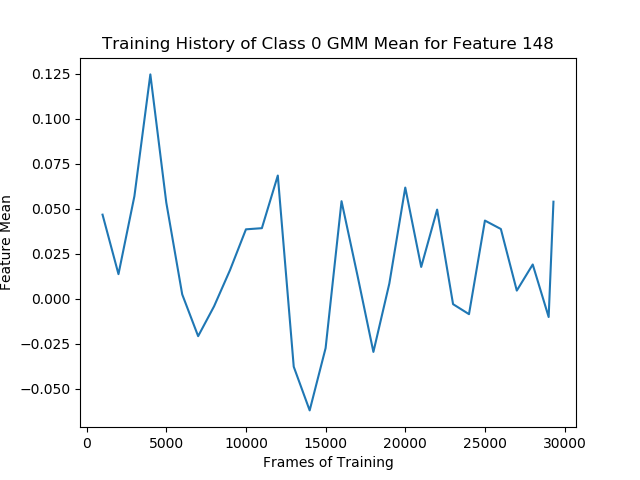 Training History of Class 0 GMM Mean for Feature 148
0.125
0.100
0.075
0.050
0.025
0.000
−0.025
−0.050
Feature Mean
0 5000 10000 15000 20000 25000 30000
Frames of Training